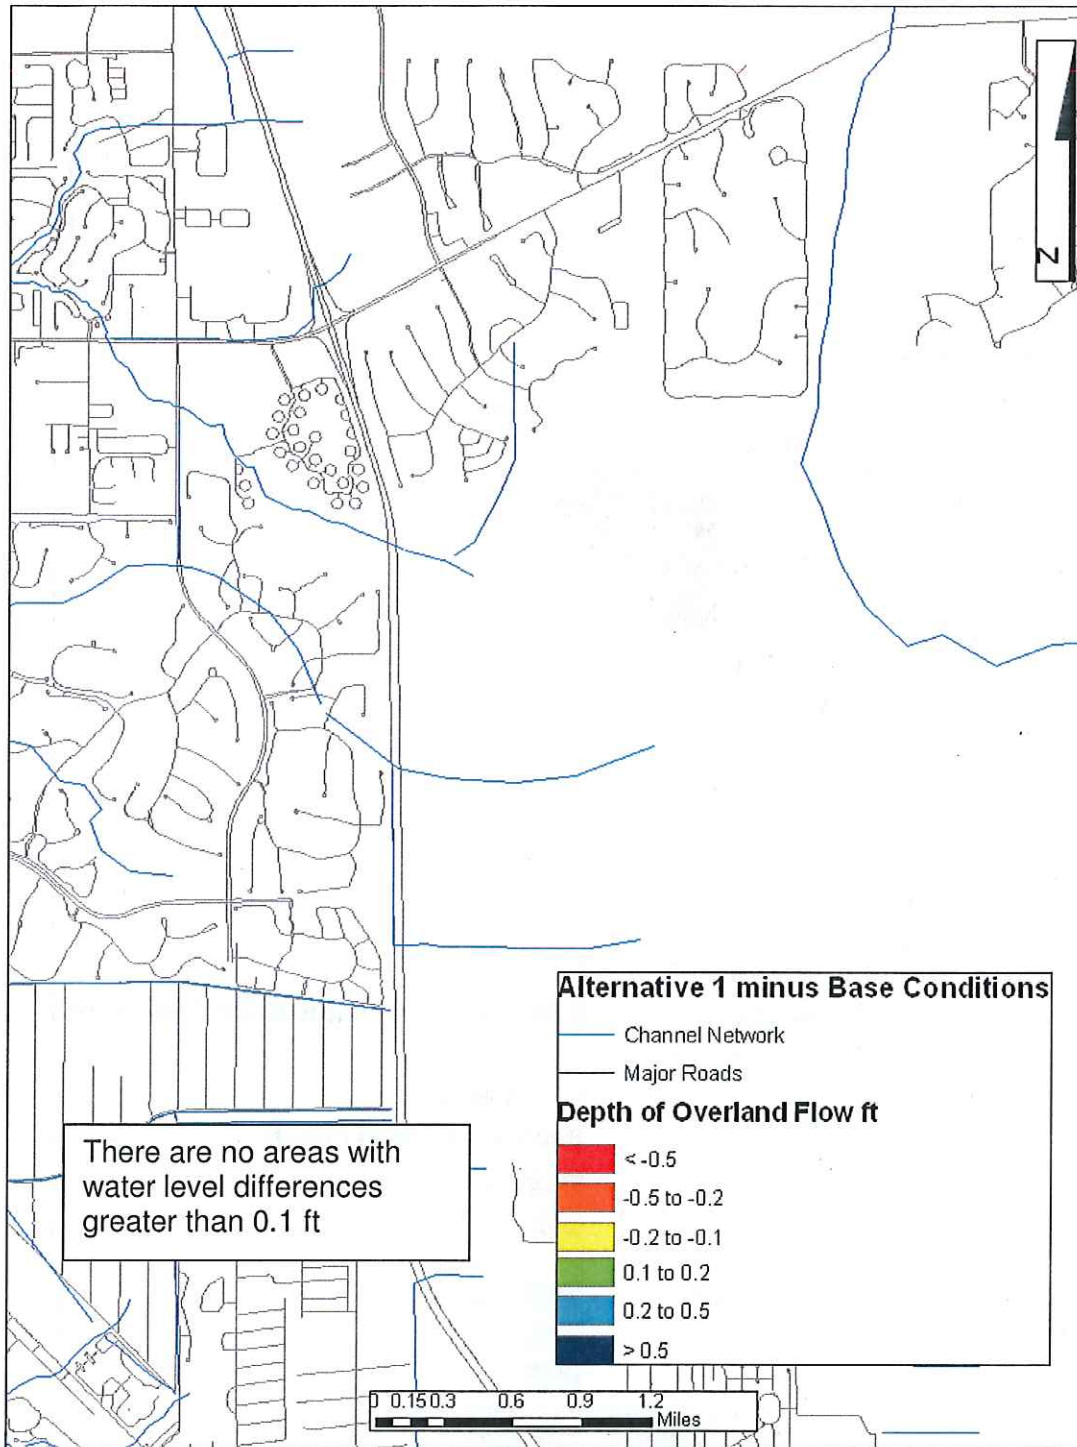 N
Alternative 1 minus Base Conditions
Channel Network
Major Roads
Depth of Overland Flow ft
< -0.5
-0.5 to -0.2
-0.2 to -0.1
0.1 to 0.2
0.2 to 0.5
> 0.5
There are no areas with
water level differences
greater than 0.1 ft
0 0.15 0.3 0.6 0.9 1.2
Miles